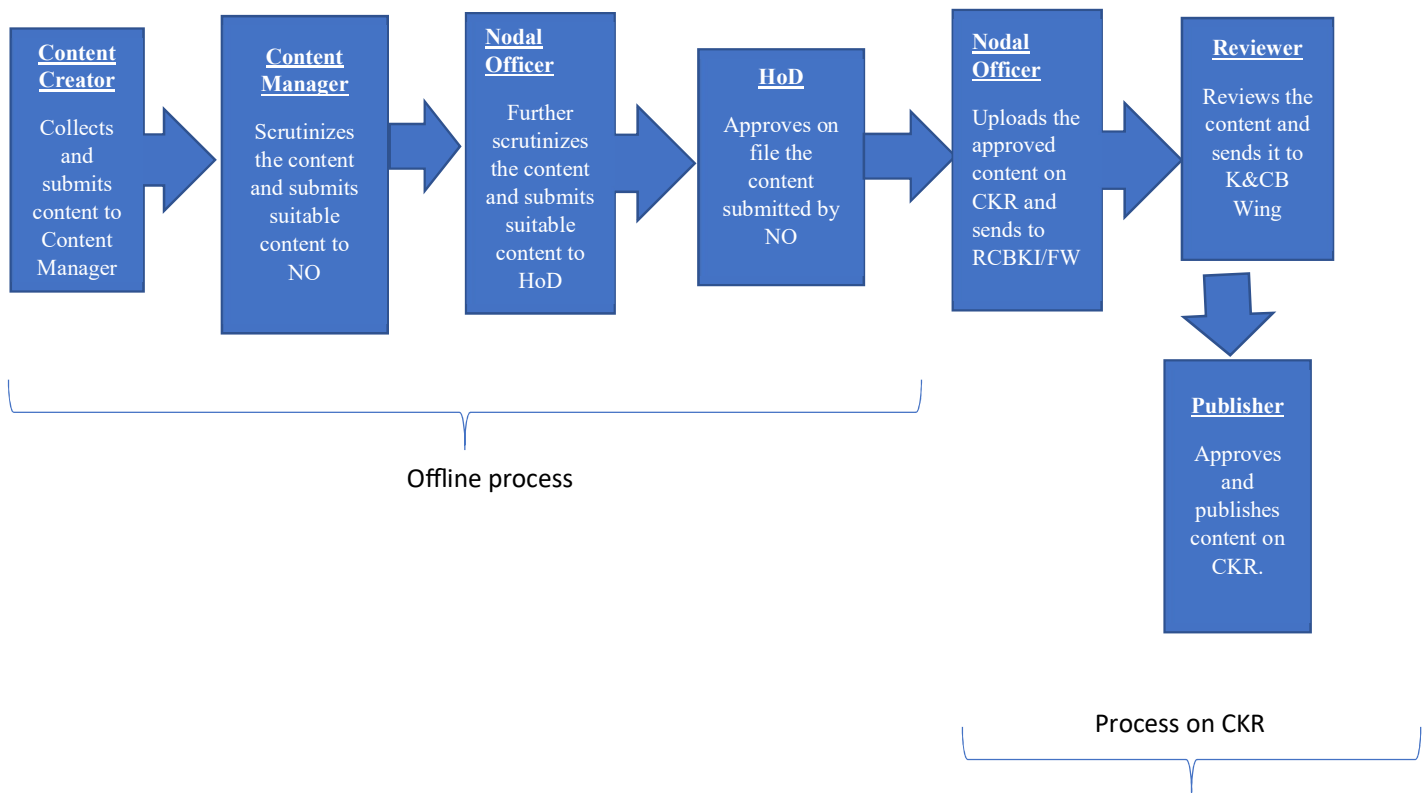 Content
Creator
Collects
and
submits
content to
Content
Manager
Content
Manager
Scrutinizes
the content
and submits
suitable
content to
NO
Nodal
Officer
Further
scrutinizes
the content
and submits
suitable
content to
HoD
HoD
Approves on
file the
content
submitted by
NO
Nodal
Officer
Uploads the
approved
content on
CKR and
sends to
RCBKI/FW
Reviewer
Reviews the
content and
sends it to
K&CB
Wing
Publisher
Approves
and
publishes
content on
CKR.
Offline process
Process on CKR